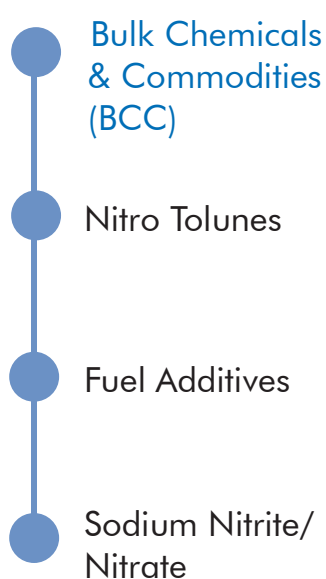 Bulk Chemicals
& Commodities
(BCC)
Nitro Tolunes
Fuel Additives
Sodium Nitrite/
Nitrate